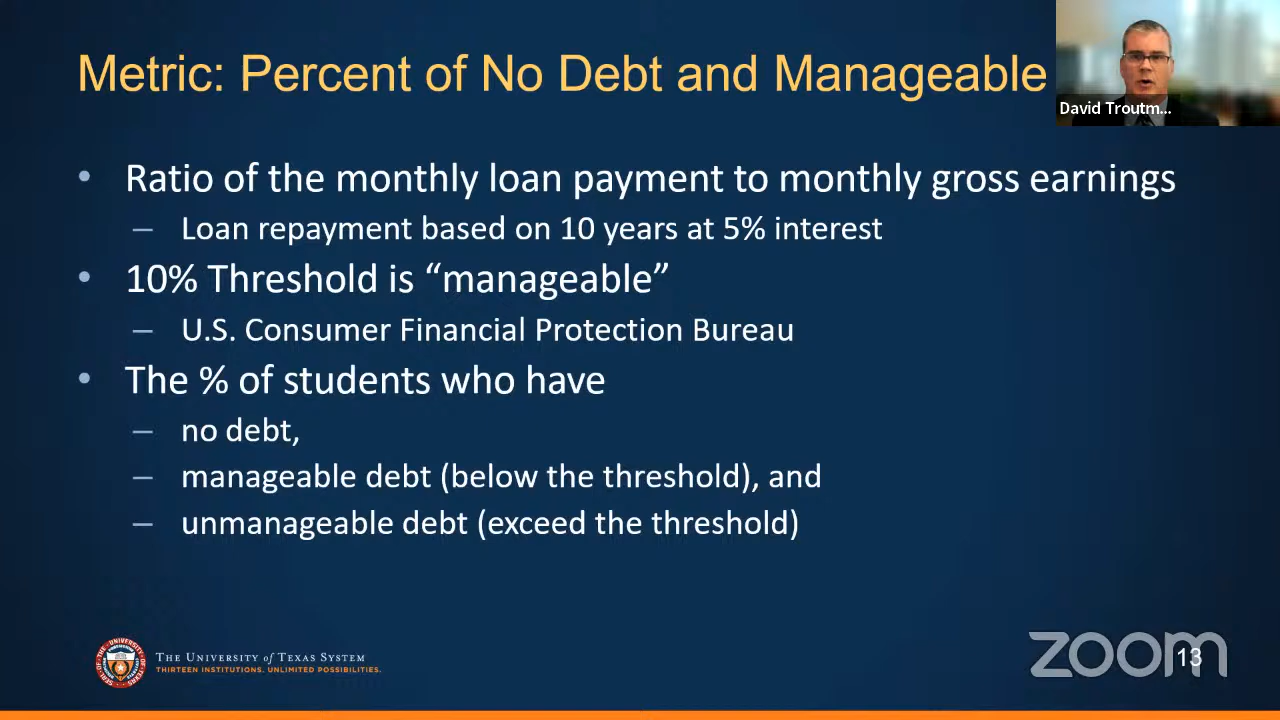 Metric: Percent of No Debt and Manageable
David Troutm...
• Ratio of the monthly loan payment to monthly gross earnings
– Loan repayment based on 10 years at 5% interest
• 10% Threshold is “manageable”
– U.S. Consumer Financial Protection Bureau
• The % of students who have
– no debt,
– manageable debt (below the threshold), and
– unmanageable debt (exceed the threshold)
THE UNIVERSITY of TEXAS SYSTEM
THIRTEEN INSTITUTIONS. UNLIMITED POSSIBILITIES.
zoom
13